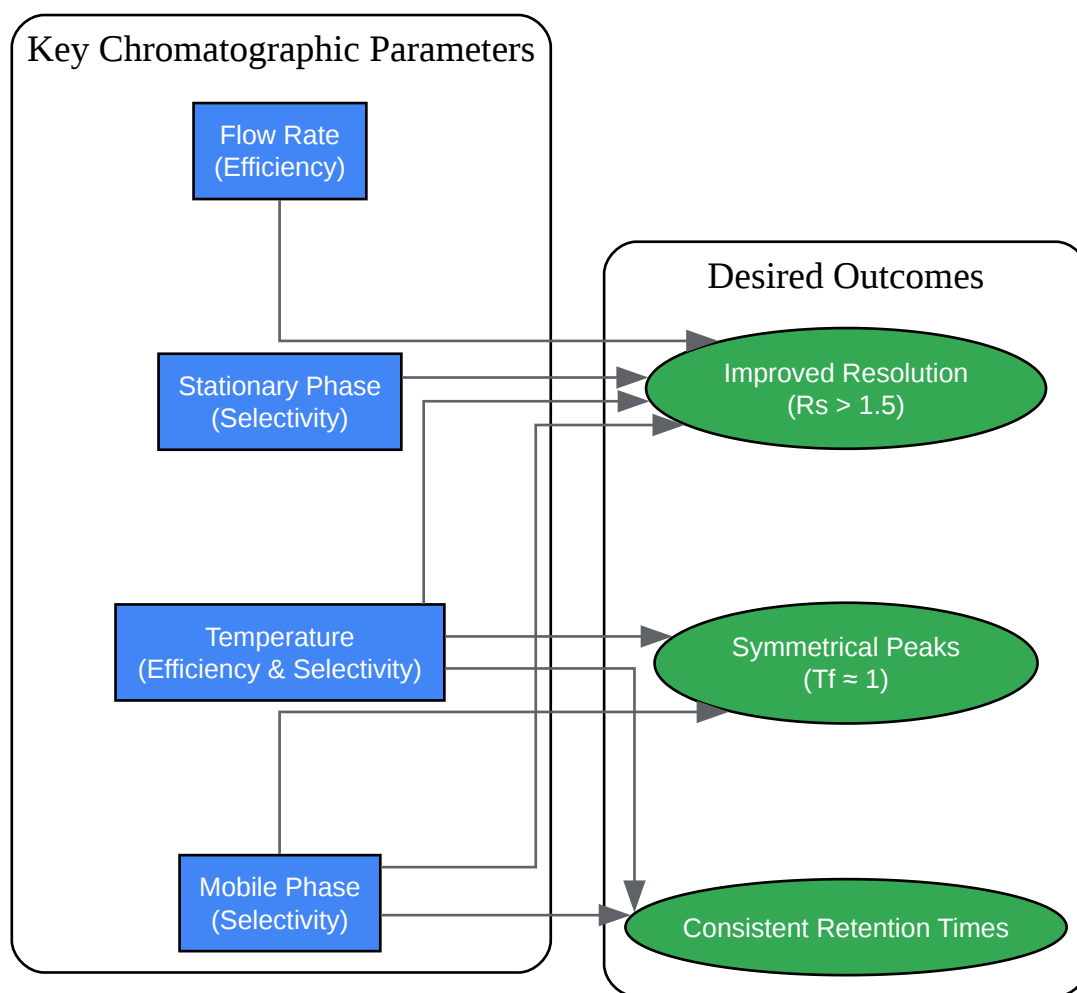 Key Chromatographic Parameters
Flow Rate
(Efficiency)
Stationary Phase
(Selectivity)
Temperature
(Efficiency & Selectivity)
Mobile Phase
(Selectivity)
Desired Outcomes
Improved Resolution
(Rs > 1.5)
Symmetrical Peaks
(Tf ≈ 1)
Consistent Retention Times